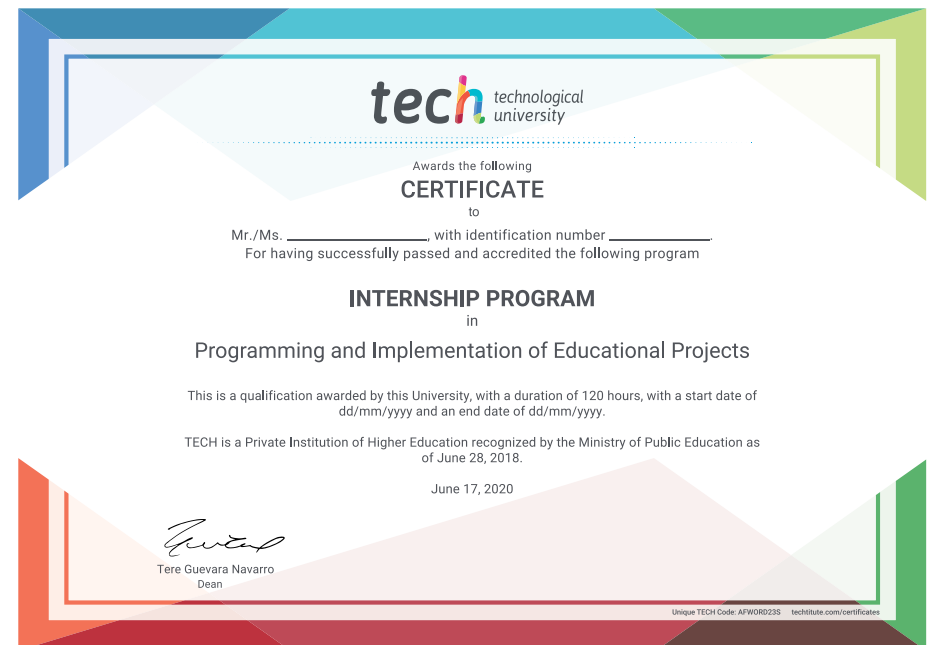 tech technological
university
Awards the following
CERTIFICATE
to
Mr./Ms. ____________, with identification number ____________.
For having successfully passed and accredited the following program
INTERNSHIP PROGRAM
in
Programming and Implementation of Educational Projects
This is a qualification awarded by this University, with a duration of 120 hours, with a start date of
dd/mm/yyyy and an end date of dd/mm/yyyy.
TECH is a Private Institution of Higher Education recognized by the Ministry of Public Education as
of June 28, 2018.
June 17, 2020
Tere Guevara Navarro
Dean
Unique TECH Code: AFWORD23S techtitute.com/certificates